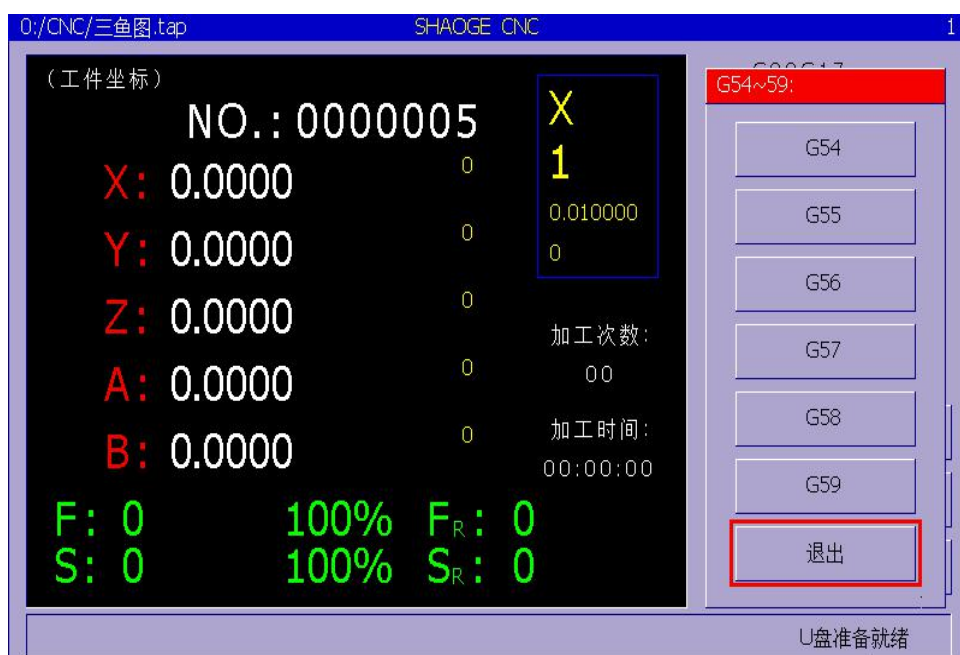 0:/CNC/三鱼图.tap SHAOGE CNC 1
(工件坐标)
NO.: 0000005
X: 0.0000 0
Y: 0.0000 0
Z: 0.0000 0
A: 0.0000 0
B: 0.0000 0
F: 0 100% FR: 0
S: 0 100% SR: 0
X
1
0.010000
0
加工次数:
00
加工时间:
00:00:00
G54~59:
G54
G55
G56
G57
G58
G59
退出
U盘准备就绪